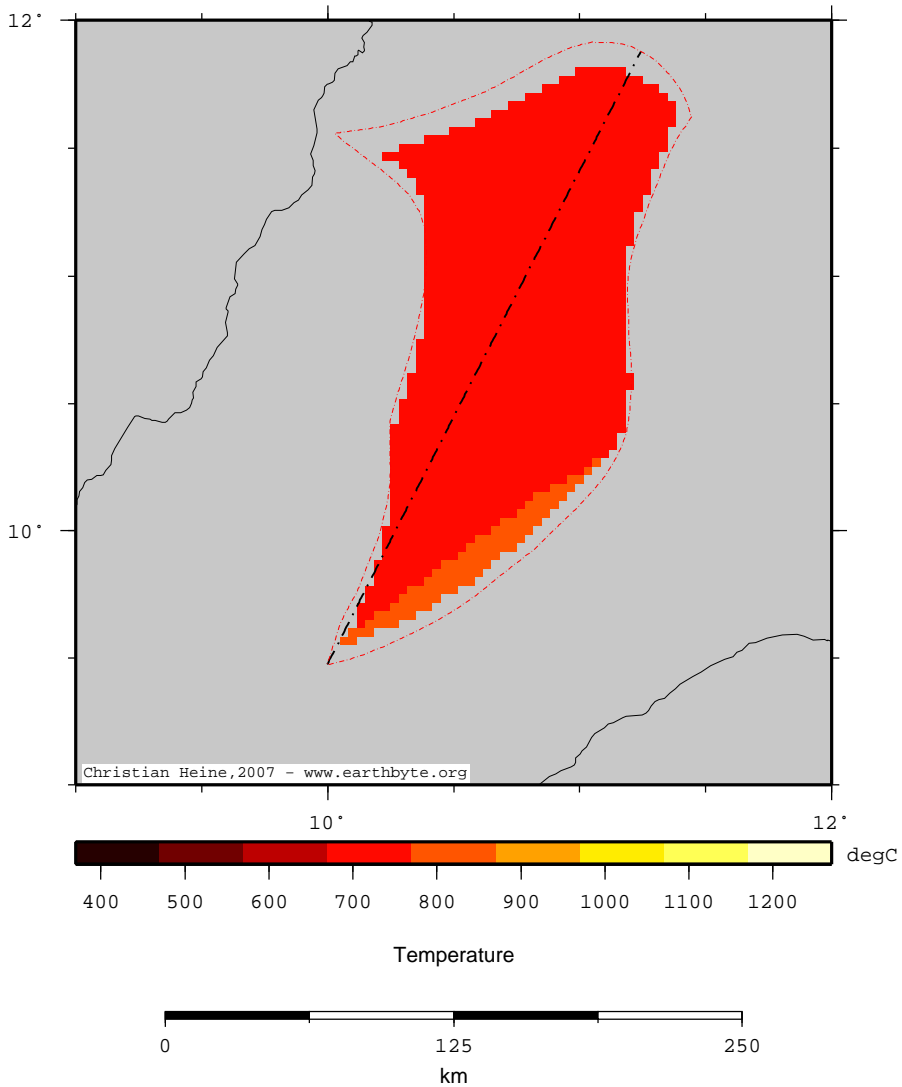 12°
10°
Christian Heine,2007 - www.earthbyte.org
10° 12°
degC
400 500 600 700 800 900 1000 1100 1200
Temperature
0 125 250
km